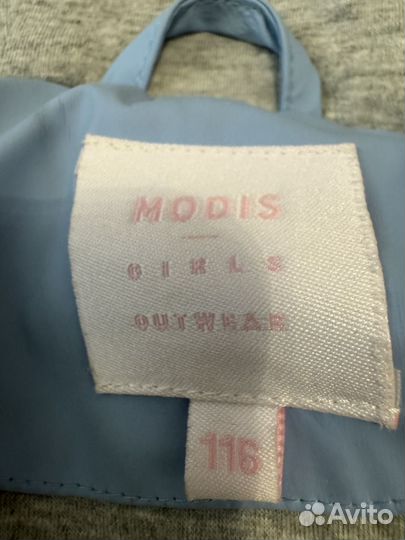 MODIS
GIRLS
OUTWEAR
116
Avito